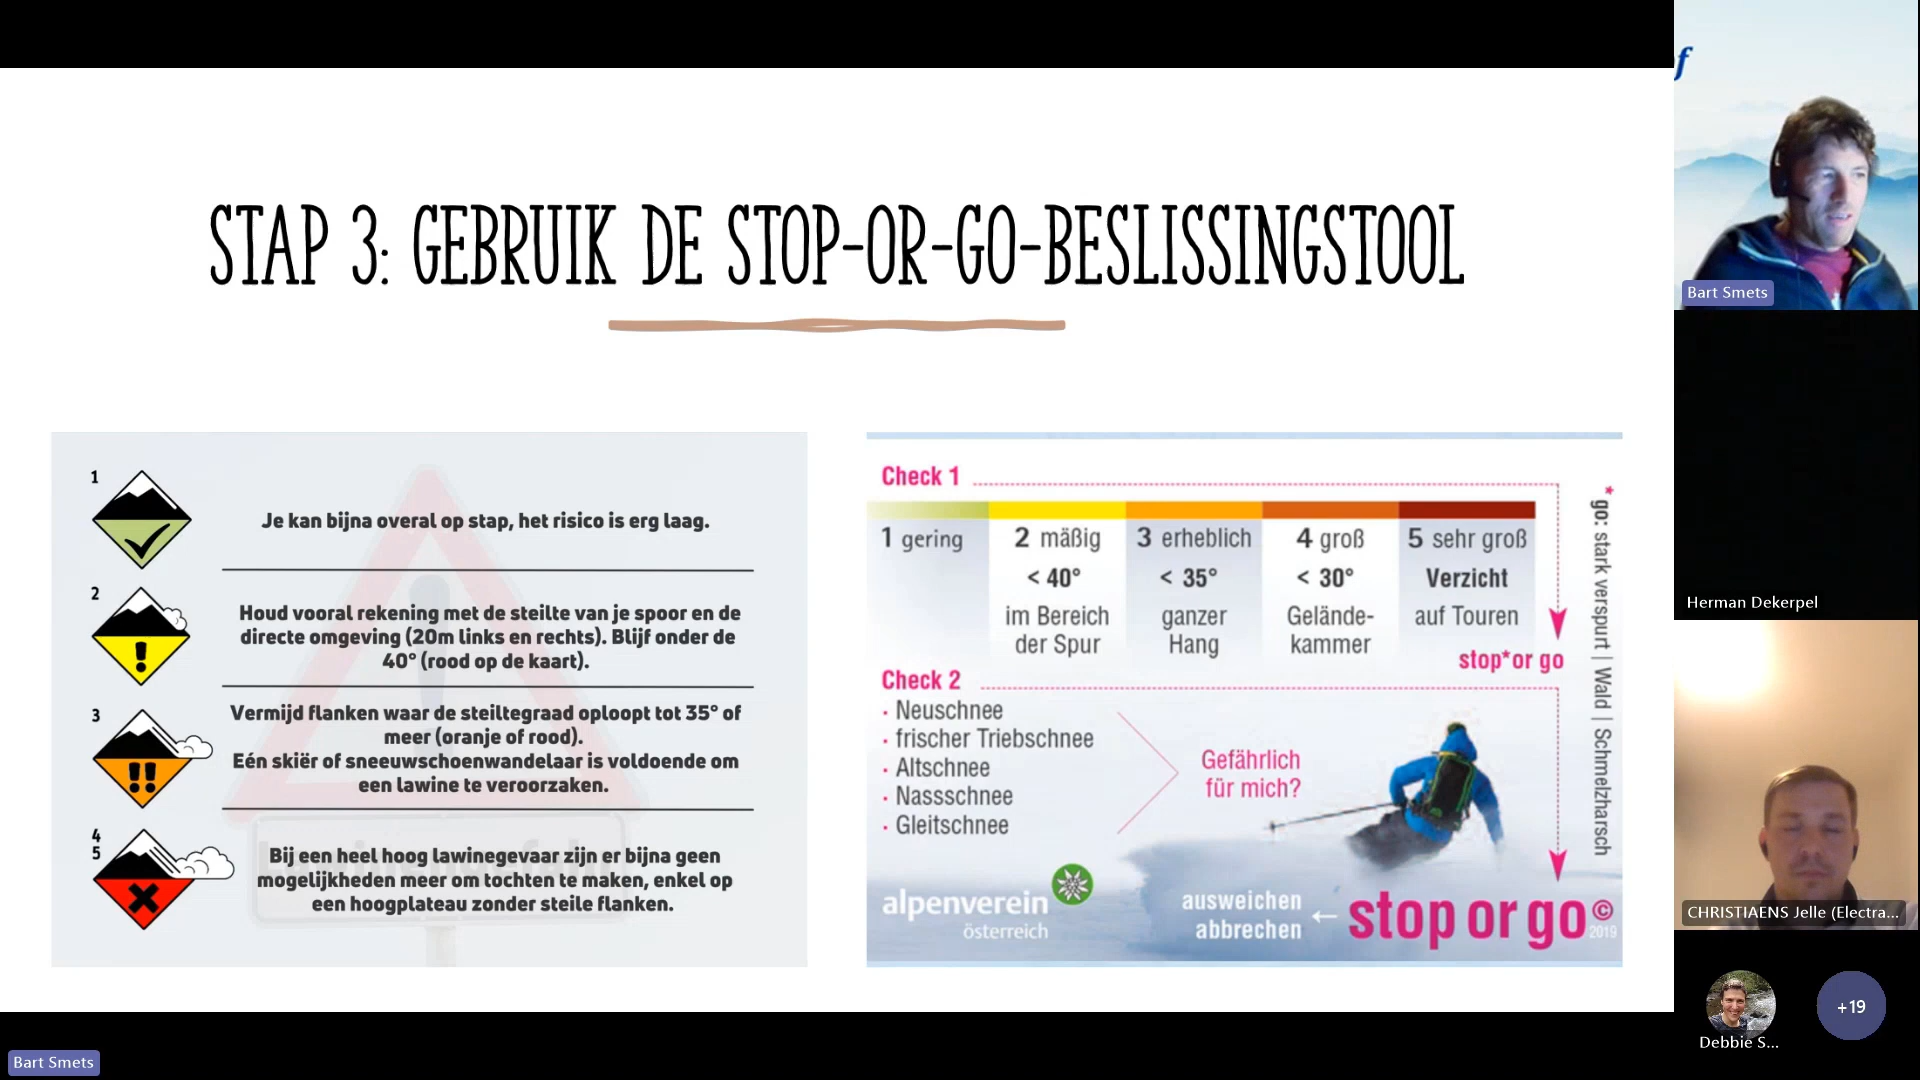 STAP 3: GEBRUIK DE STOP-OR-GO-BESLISSINGSTOOL
1
Je kan bijna overal op stap, het risico is erg laag.
2
Houd vooral rekening met de steilte van je spoor en de
directe omgeving (20m links en rechts). Blijf onder de
40° (rood op de kaart).
3
Vermijd flanken waar de steiltegraad oploopt tot 35° of
meer (oranje of rood).
Eén skiër of sneeuwschoenwandelaar is voldoende om
een lawine te veroorzaken.
4
5
Bij een heel hoog lawinegevaar zijn er bijna geen
mogelijkheden meer om tochten te maken, enkel op
een hoogplateau zonder steile flanken.
Check 1
1 gering
2 mäßig
< 40°
im Bereich
der Spur
3 erheblich
< 35°
ganzer
Hang
4 groß
< 30°
Gelände-
kammer
5 sehr groß
Verzicht
auf Touren
stop*or go
Check 2
· Neuschnee
· frischer Triebschnee
· Altschnee
· Nassschnee
· Gleitschnee
Gefährlich
für mich?
* go: stark verspurt | Wald | Schmelzharsch
alpenverein
österreich
ausweichen
abbrechen
← stop or go©
2019
f
Bart Smets
Herman Dekerpel
CHRISTIAENS Jelle (Electra...
Debbie S...
+19
Bart Smets